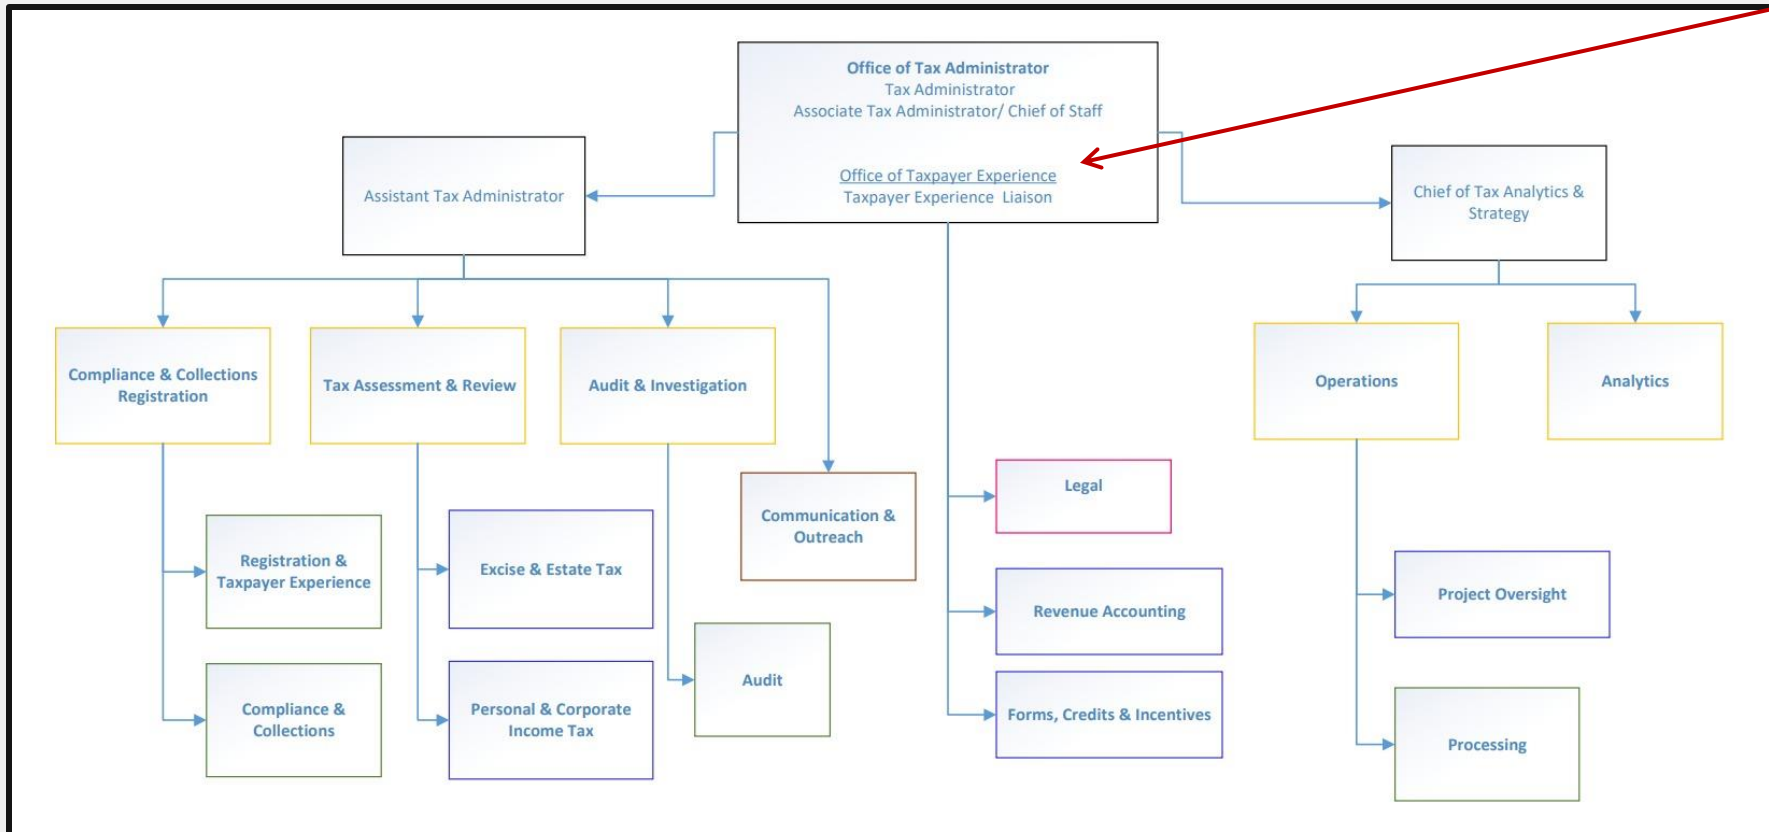 Office of Tax Administrator
Tax Administrator
Associate Tax Administrator/ Chief of Staff
Office of Taxpayer Experience
Taxpayer Experience Liaison
Assistant Tax Administrator
Chief of Tax Analytics &
Strategy
Compliance & Collections
Registration
Tax Assessment & Review
Audit & Investigation
Operations
Analytics
Communication &
Outreach
Legal
Registration &
Taxpayer Experience
Excise & Estate Tax
Revenue Accounting
Project Oversight
Compliance &
Collections
Personal & Corporate
Income Tax
Audit
Forms, Credits & Incentives
Processing